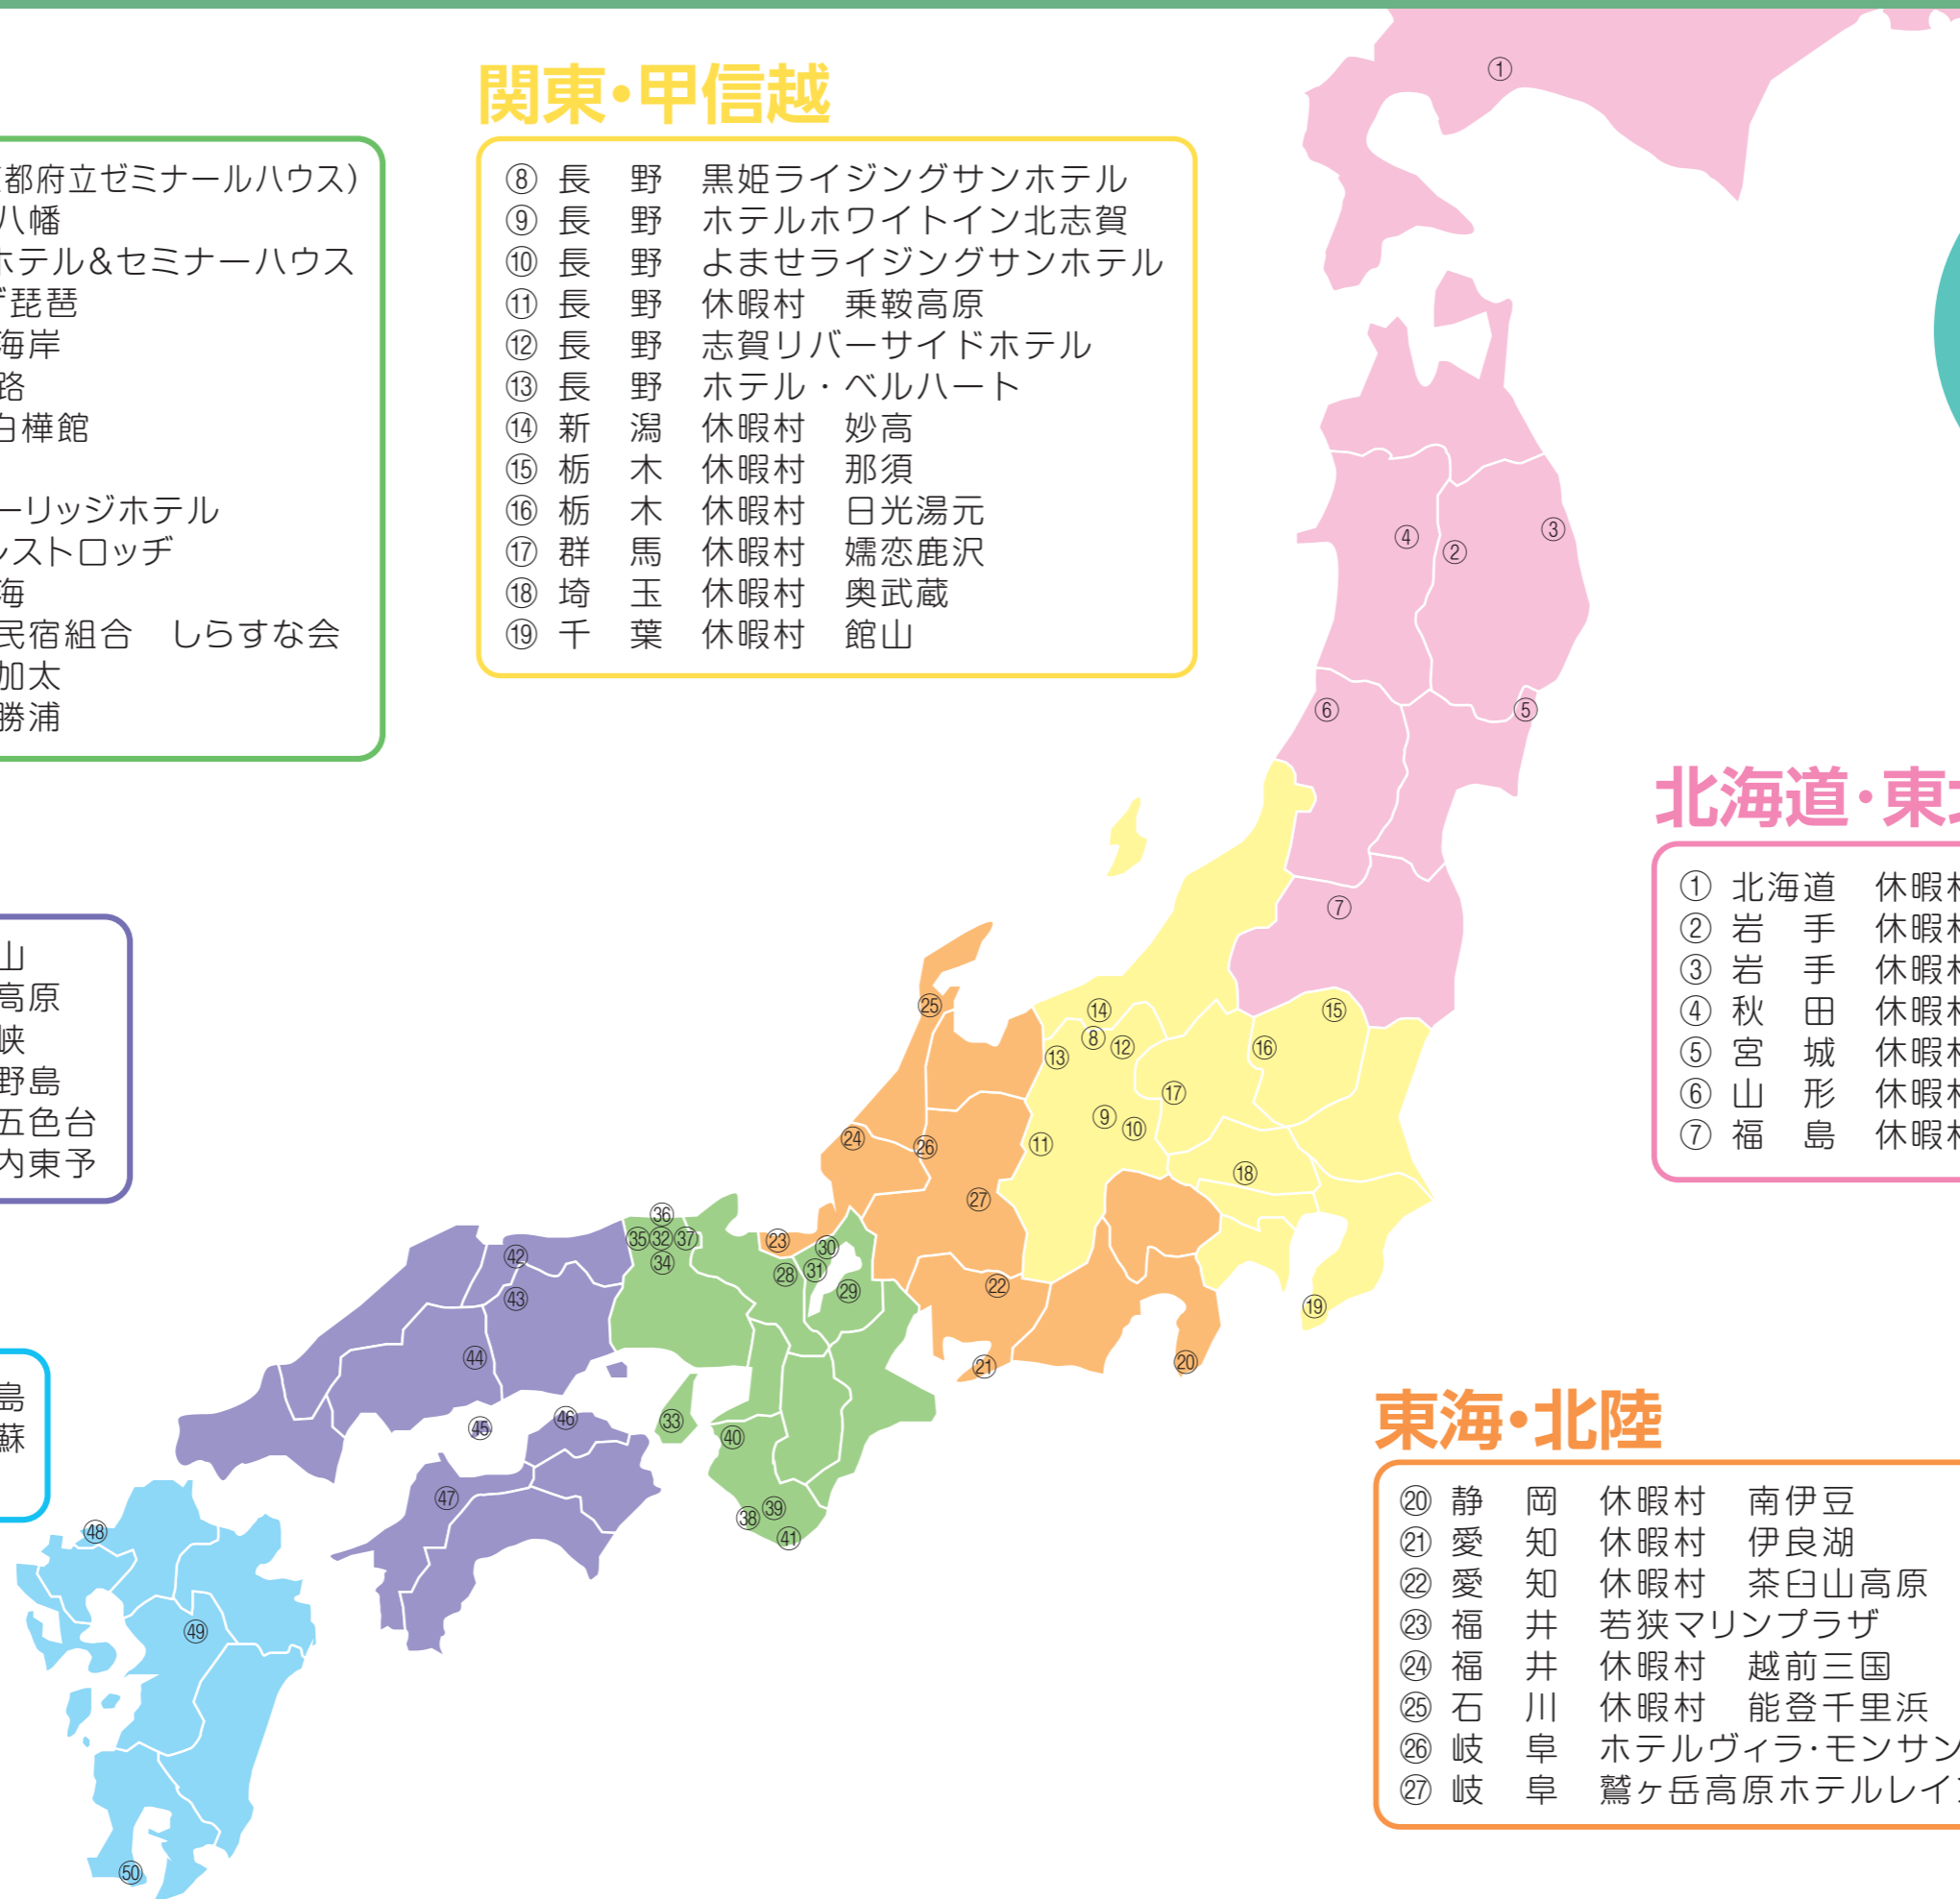 関東・甲信越
⑧ 長　野　黒姫ライジングサンホテル
⑨ 長　野　ホテルホワイトイン北志賀
⑩ 長　野　よませライジングサンホテル
⑪ 長　野　休暇村　乗鞍高原
⑫ 長　野　志賀リバーサイドホテル
⑬ 長　野　ホテル・ベルハート
⑭ 新　潟　休暇村　妙高
⑮ 栃　木　休暇村　那須
⑯ 栃　木　休暇村　日光湯元
⑰ 群　馬　休暇村　嬬恋鹿沢
⑱ 埼　玉　休暇村　奥武蔵
⑲ 千　葉　休暇村　館山
都府立ゼミナールハウス）
八幡
ホテル&セミナーハウス
琵琶
海岸
路
白樺館
ーリッジホテル
ストロッヂ
海
民宿組合　しらすな会
加太
勝浦
山
高原
峡
野島
五色台
内東予
島
蘇
北海道・東
① 北海道　休暇
② 岩　手　休暇
③ 岩　手　休暇
④ 秋　田　休暇
⑤ 宮　城　休暇
⑥ 山　形　休暇
⑦ 福　島　休暇
東海・北陸
⑳ 静　岡　休暇村　南伊豆
㉑ 愛　知　休暇村　伊良湖
㉒ 愛　知　休暇村　茶臼山高原
㉓ 福　井　若狭マリンプラザ
㉔ 福　井　休暇村　越前三国
㉕ 石　川　休暇村　能登千里浜
㉖ 岐　阜　ホテルヴィラ・モンサン
㉗ 岐　阜　鷲ヶ岳高原ホテルレイ
①
④
②
③
⑥
⑤
⑦
㉕
⑭
⑮
⑬
⑧
⑫
⑯
⑰
㉔
㉖
⑪
⑨
⑩
⑱
㉗
㊱
㉟
㉜
㊲
㉞
㉓
㉚
㉘
㉛
㉙
㉒
⑲
㊷
㊸
㊹
㉑
⑳
㊺
㊻
㉝
㊵
㊼
㊳
㊴
㊶
㊽
㊾
㊿